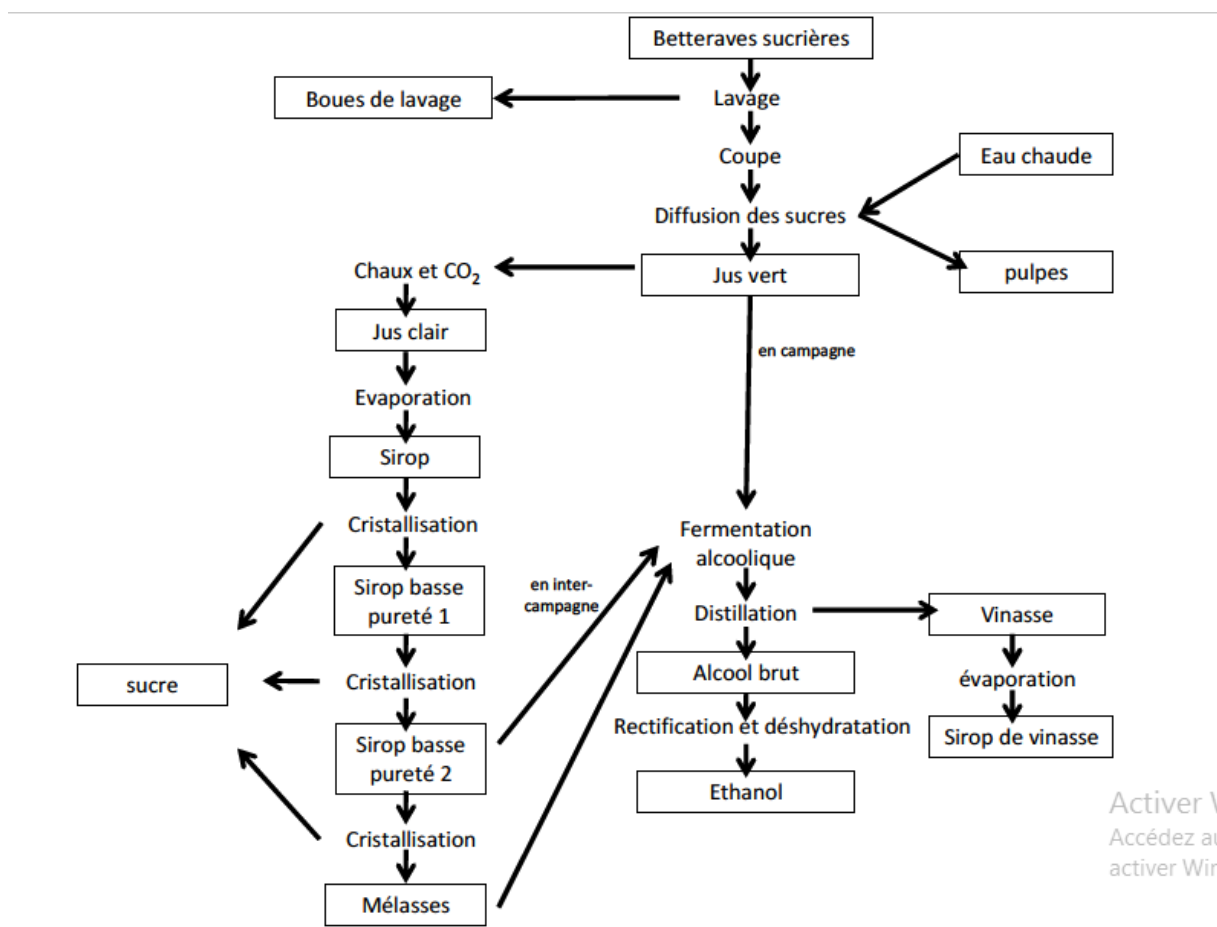 Betteraves sucrières
Boues de lavage
Lavage
Coupe
Eau chaude
Diffusion des sucres
Chaux et CO₂
Jus vert
pulpes
Jus clair
en campagne
Evaporation
Sirop
Cristallisation
Fermentation
alcoolique
Sirop basse
pureté 1
en inter-
campagne
Distillation
Vinasse
sucre
Cristallisation
Alcool brut
évaporation
Sirop basse
pureté 2
Rectification et déshydratation
Sirop de vinasse
Ethanol
Cristallisation
Mélasses
Activer
Accédez
activer